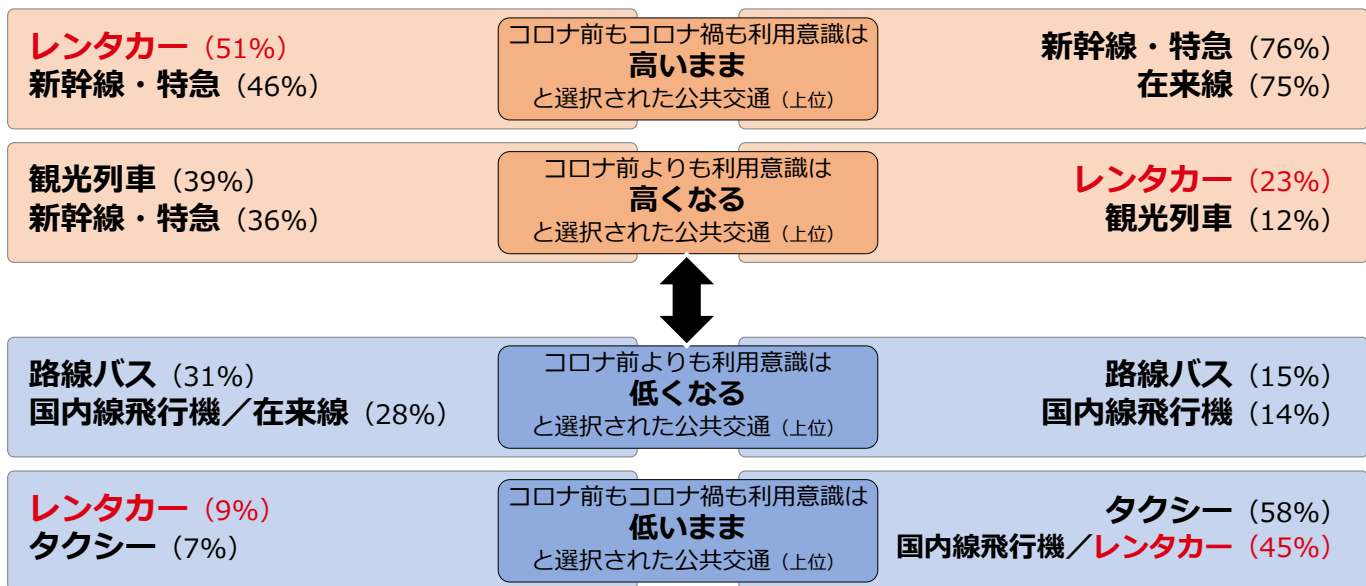 レンタカー（51%）
新幹線・特急（46%）
コロナ前もコロナ禍も利用意識は
高いまま
と選択された公共交通（上位）
新幹線・特急（76%）
在来線（75%）
観光列車（39%）
新幹線・特急（36%）
コロナ前よりも利用意識は
高くなる
と選択された公共交通（上位）
レンタカー（23%）
観光列車（12%）
路線バス（31%）
国内線飛行機／在来線（28%）
コロナ前よりも利用意識は
低くなる
と選択された公共交通（上位）
路線バス（15%）
国内線飛行機（14%）
レンタカー（9%）
タクシー（7%）
コロナ前もコロナ禍も利用意識は
低いまま
と選択された公共交通（上位）
タクシー（58%）
国内線飛行機／レンタカー（45%）